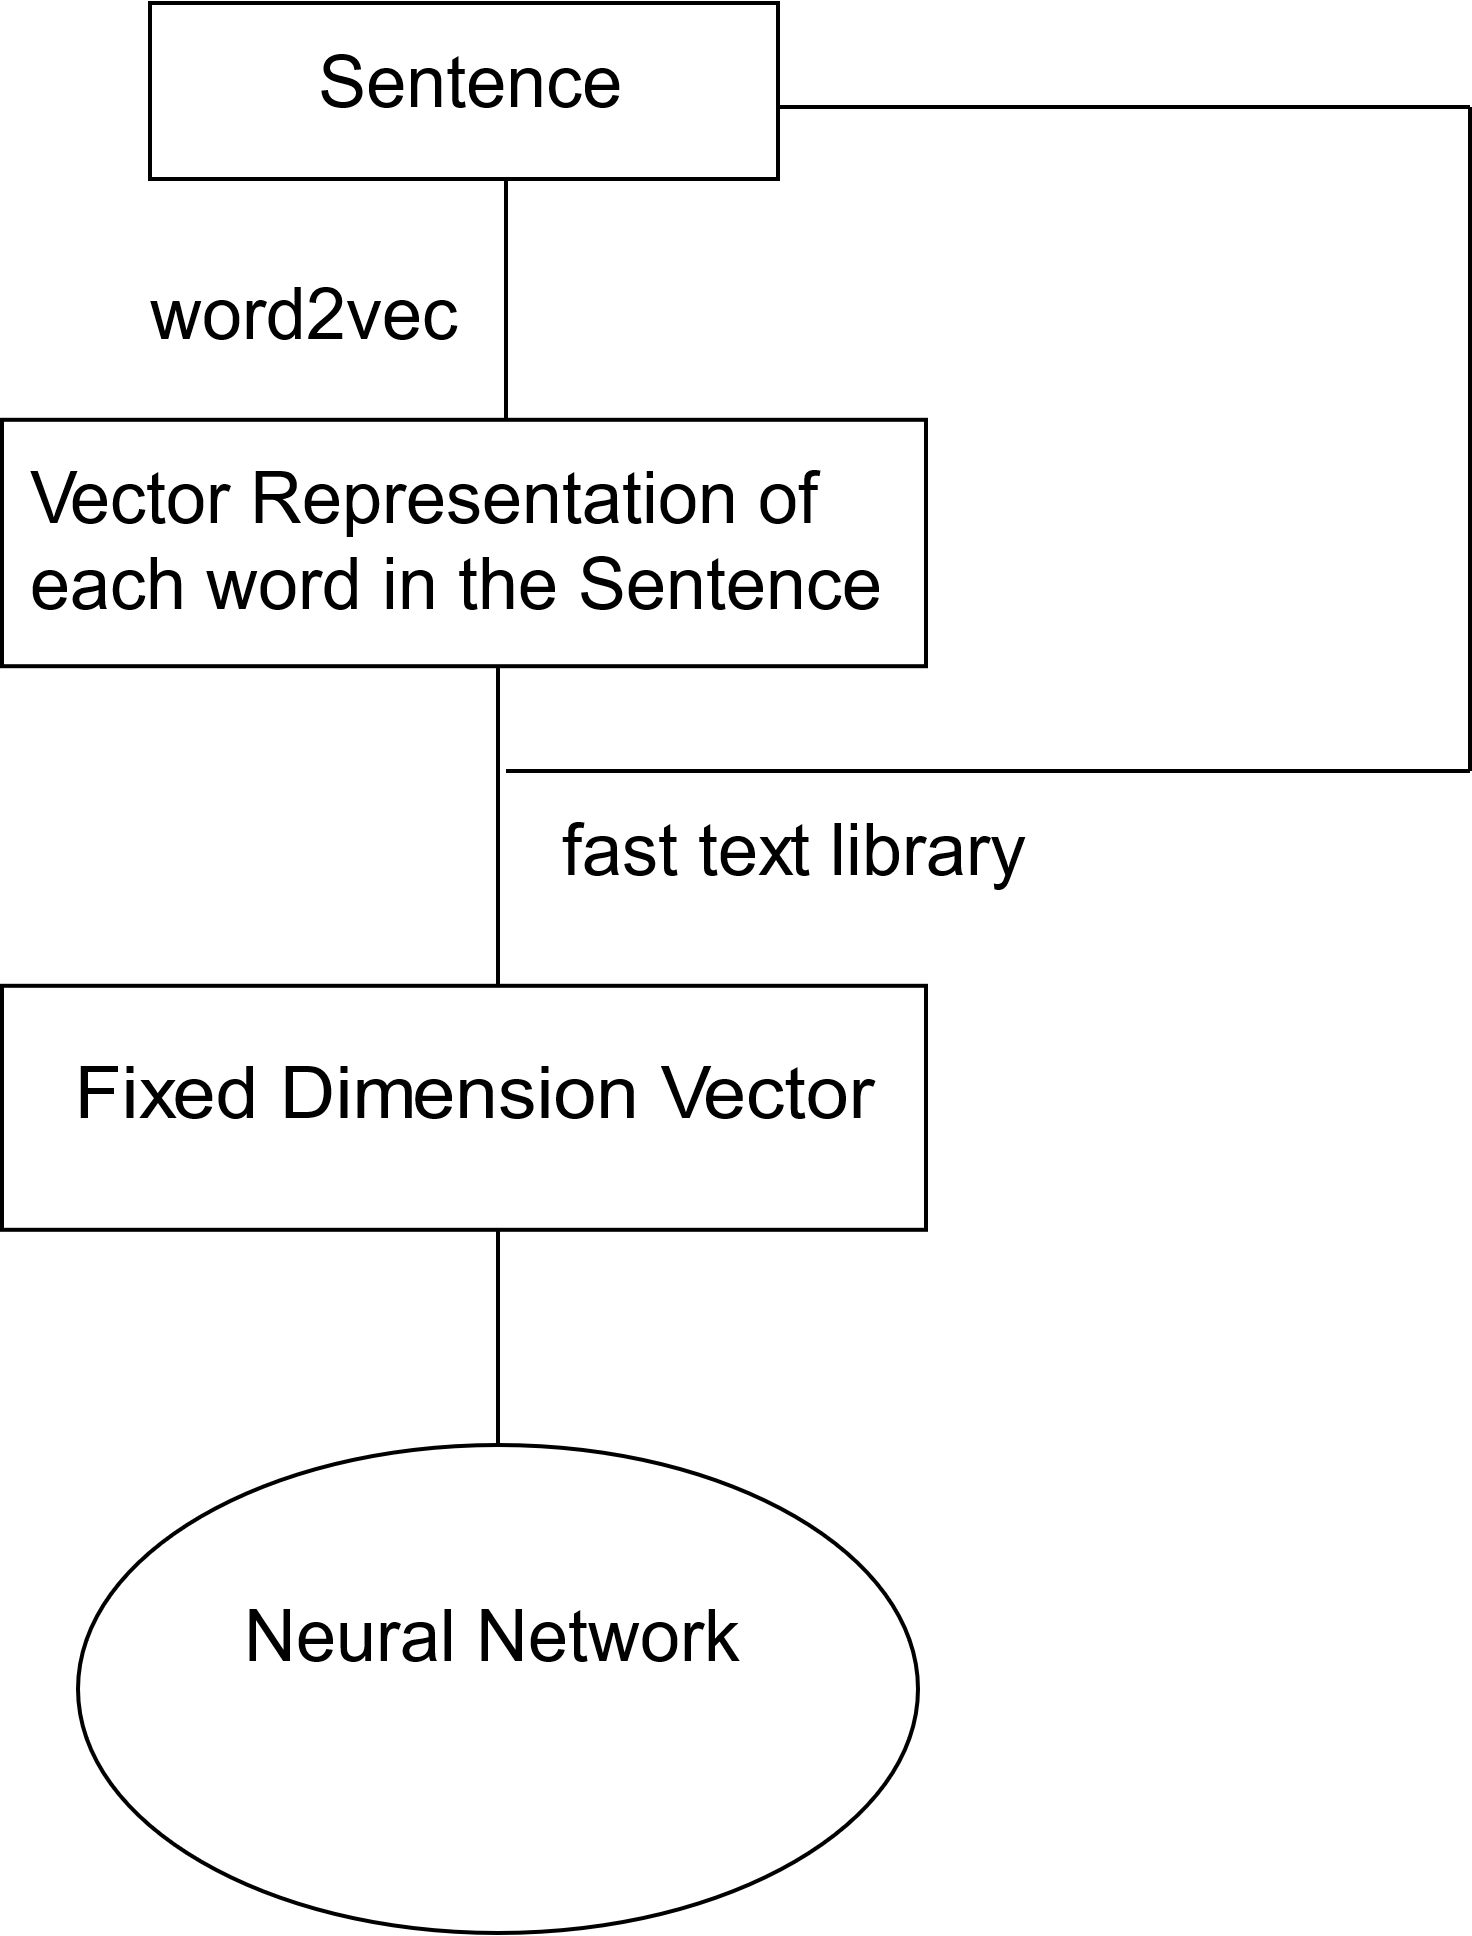 Sentence
word2vec
Vector Representation of
each word in the Sentence
fast text library
Fixed Dimension Vector
Neural Network